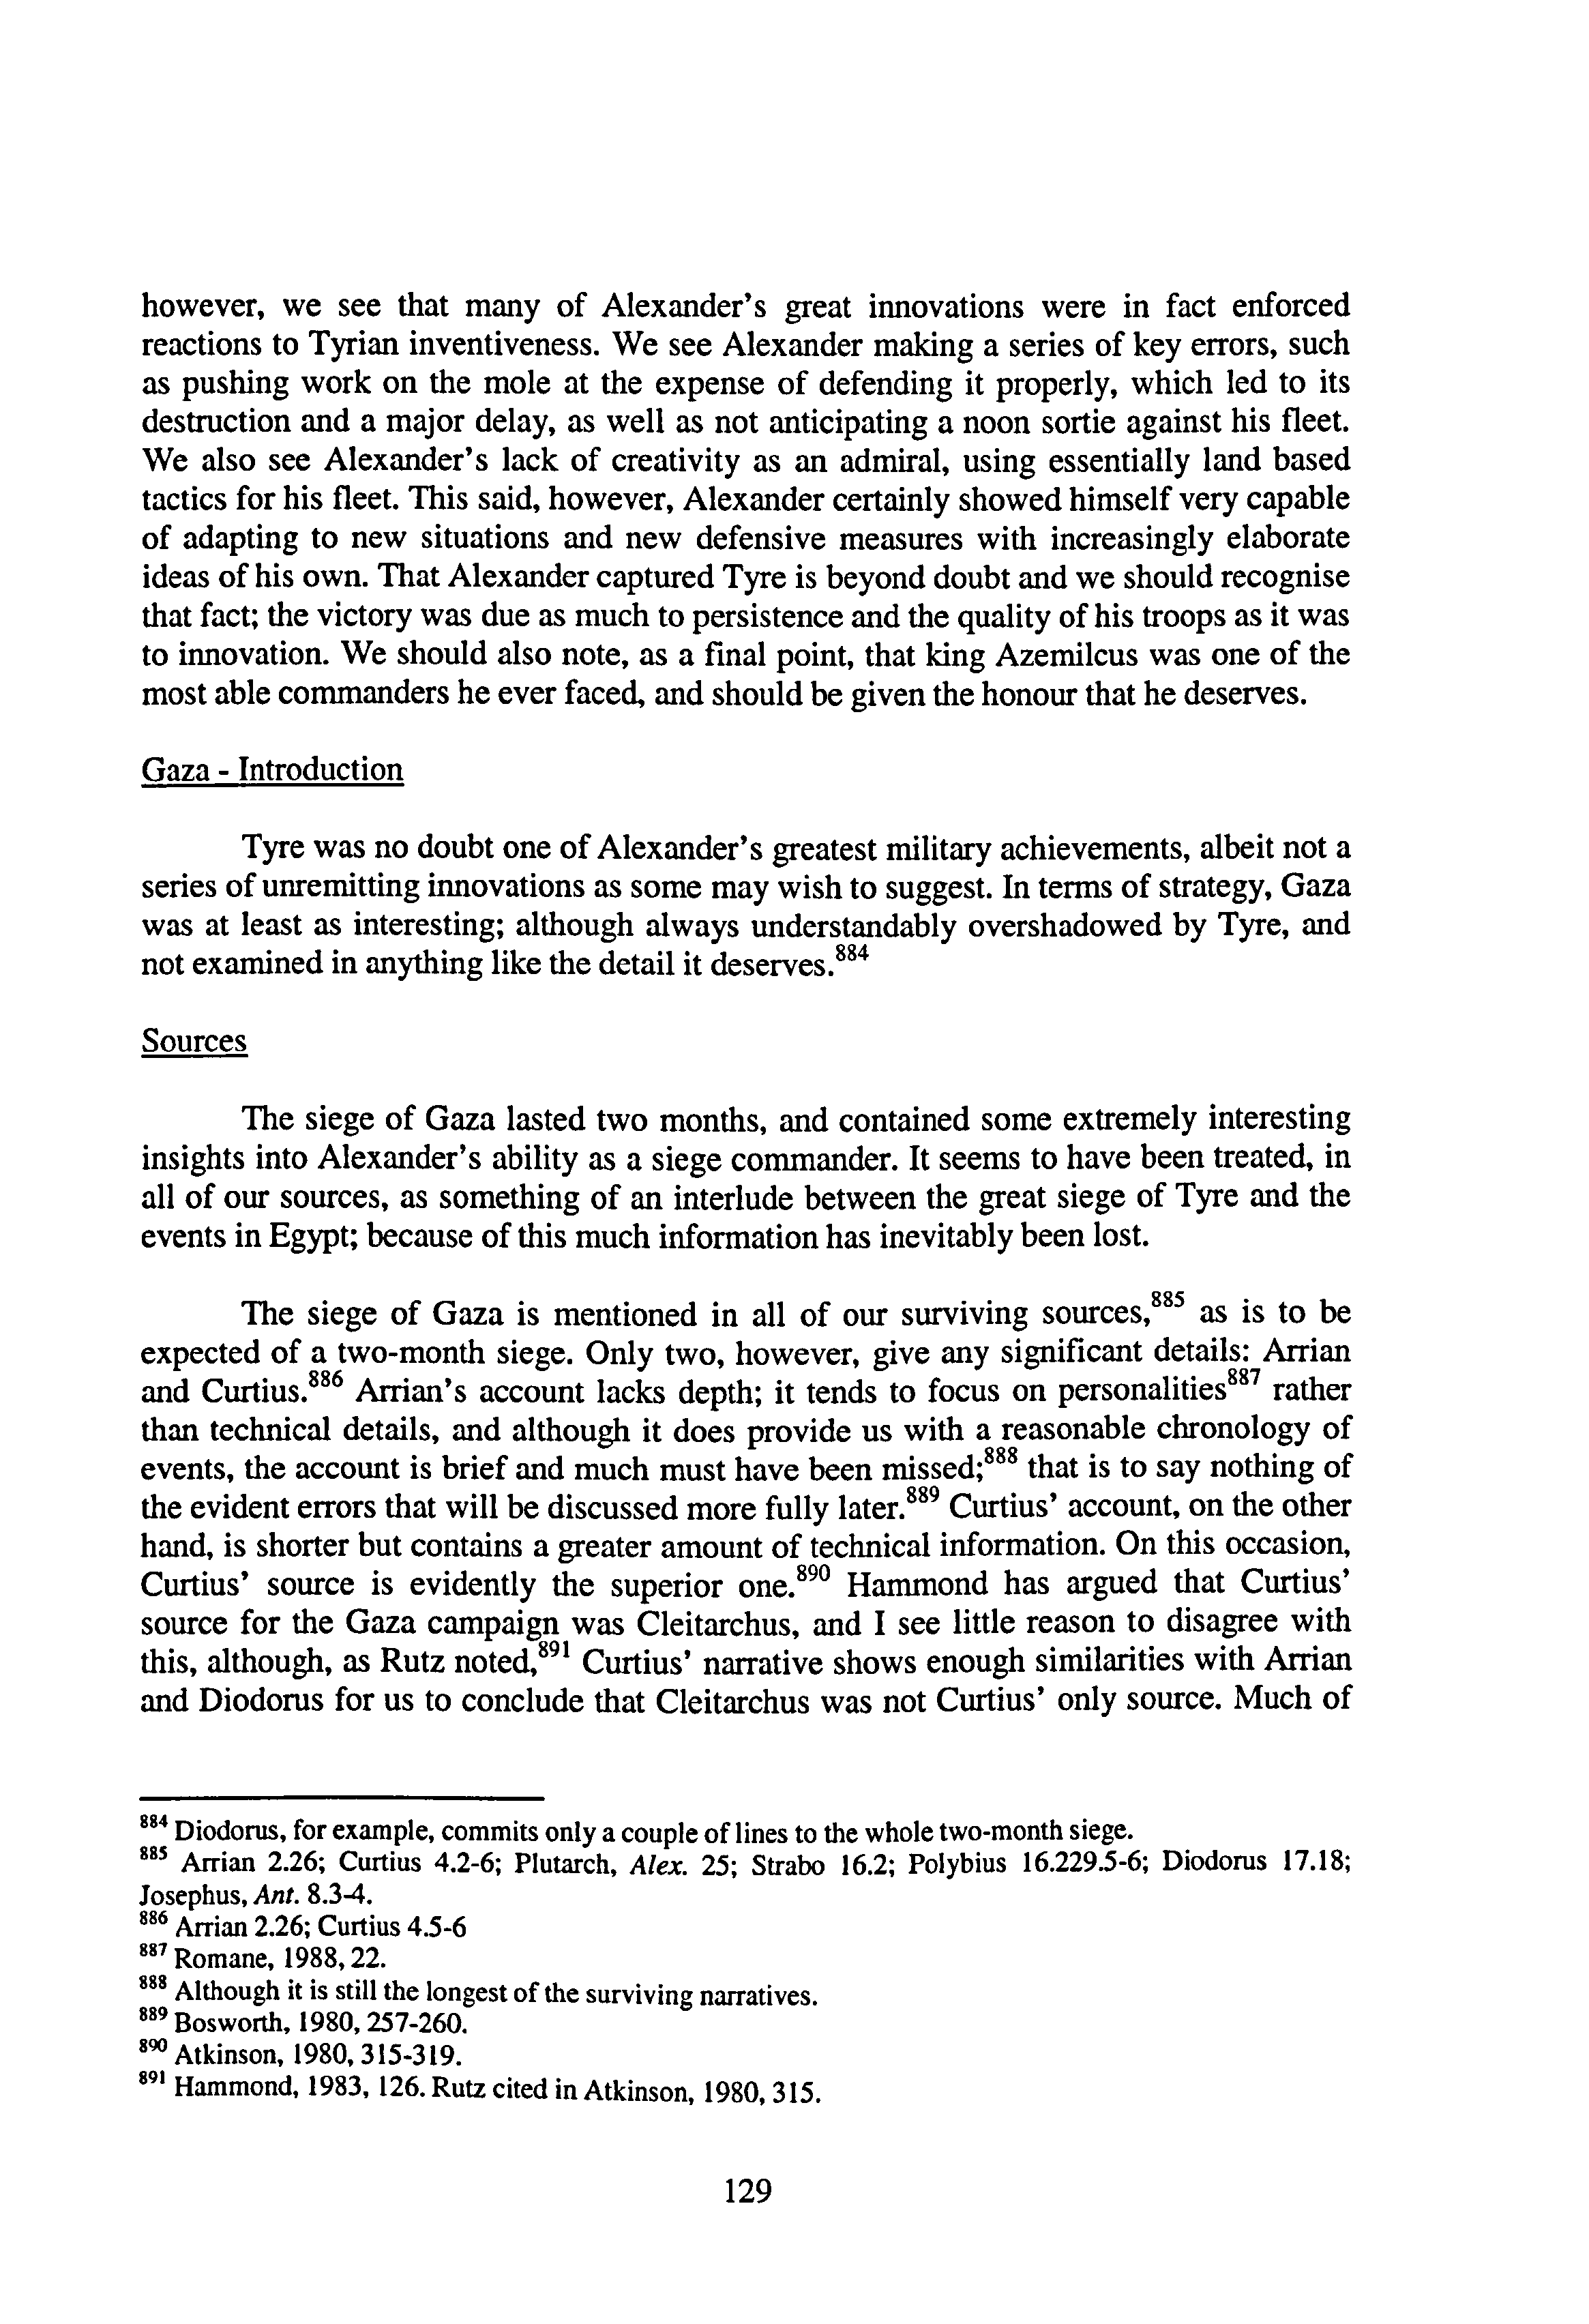 however, we see that many of Alexander's great innovations were in fact enforced
reactions to Tyrian inventiveness. We see Alexander making a series of key errors, such
as pushing work on the mole at the expense of defending it properly, which led to its
destruction and a major delay, as well as not anticipating a noon sortie against his fleet.
We also see Alexander's lack of creativity as an admiral, using essentially land based
tactics for his fleet. This said, however, Alexander certainly showed himself very capable
of adapting to new situations and new defensive measures with increasingly elaborate
ideas of his own. That Alexander captured Tyre is beyond doubt and we should recognise
that fact; the victory was due as much to persistence and the quality of his troops as it was
to innovation. We should also note, as a final point, that king Azemilcus was one of the
most able commanders he ever faced, and should be given the honour that he deserves.
Gaza - Introduction
Tyre was no doubt one of Alexander's greatest military achievements, albeit not a
series of unremitting innovations as some may wish to suggest. In terms of strategy, Gaza
was at least as interesting; although always understandably overshadowed by Tyre, and
not examined in anything like the detail it deserves.884
Sources
The siege of Gaza lasted two months, and contained some extremely interesting
insights into Alexander's ability as a siege commander. It seems to have been treated, in
all of our sources, as something of an interlude between the great siege of Tyre and the
events in Egypt; because of this much information has inevitably been lost.
The siege of Gaza is mentioned in all of our surviving sources,885 as is to be
expected of a two-month siege. Only two, however, give any significant details: Arrian
and Curtius.886 Arrian's account lacks depth; it tends to focus on personalities887 rather
than technical details, and although it does provide us with a reasonable chronology of
events, the account is brief and much must have been missed;888 that is to say nothing of
the evident errors that will be discussed more fully later.889 Curtius' account, on the other
hand, is shorter but contains a greater amount of technical information. On this occasion,
Curtius' source is evidently the superior one.890 Hammond has argued that Curtius'
source for the Gaza campaign was Cleitarchus, and I see little reason to disagree with
this, although, as Rutz noted,891 Curtius' narrative shows enough similarities with Arrian
and Diodorus for us to conclude that Cleitarchus was not Curtius' only source. Much of
884 Diodorus, for example, commits only a couple of lines to the whole two-month siege.
885 Arrian 2.26; Curtius 4.2-6; Plutarch, Alex. 25; Strabo 16.2; Polybius 16.229.5-6; Diodorus 17.18;
Josephus, Ant. 8.3-4.
886 Arrian 2.26; Curtius 4.5-6
887 Romane, 1988, 22.
888 Although it is still the longest of the surviving narratives.
889 Bosworth, 1980, 257-260.
890 Atkinson, 1980, 315-319.
891 Hammond, 1983, 126. Rutz cited in Atkinson, 1980, 315.
129